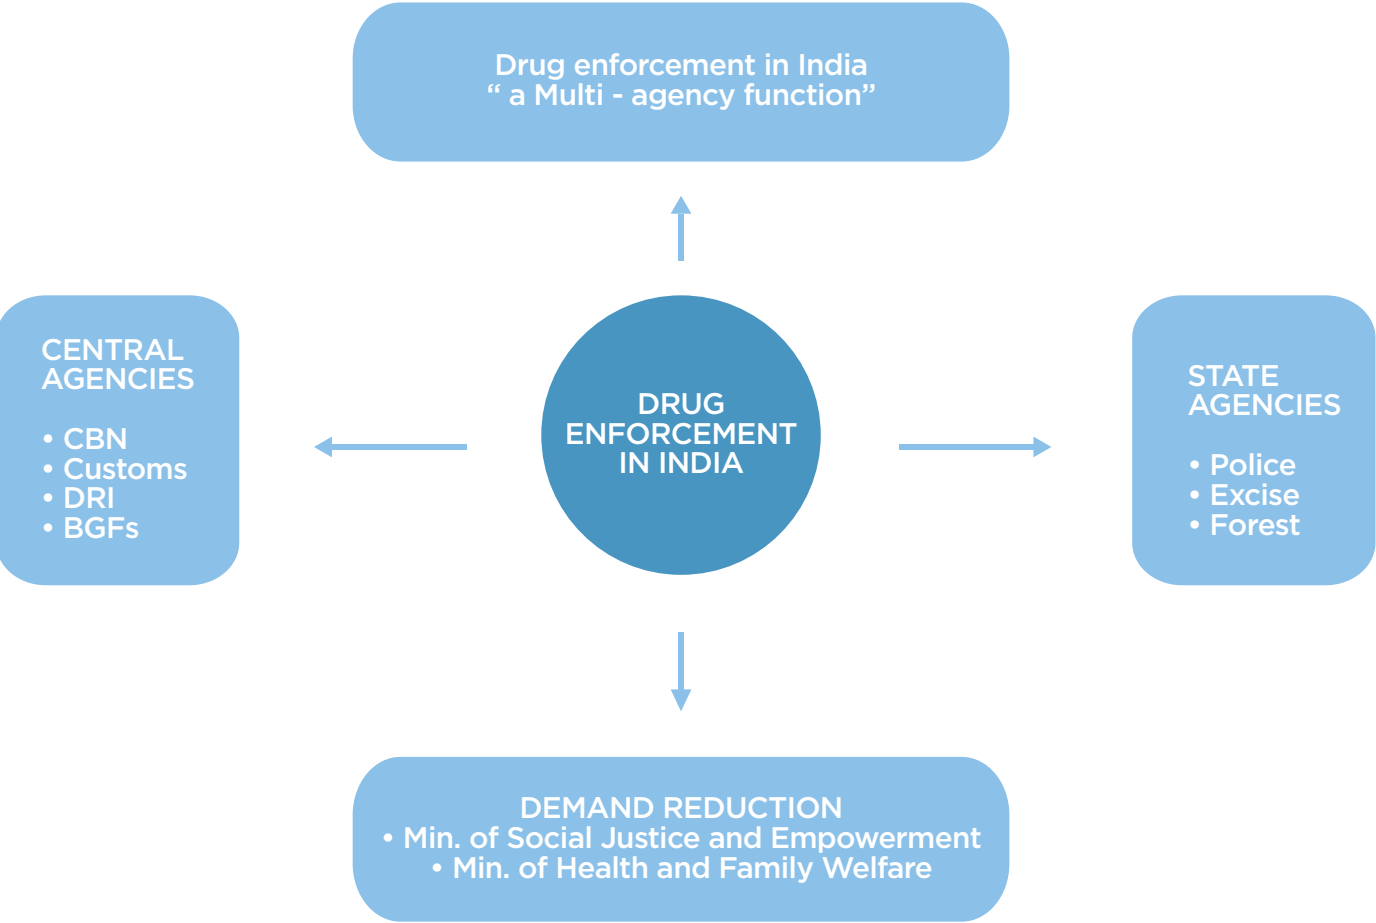 Drug enforcement in India
“ a Multi - agency function”
CENTRAL
AGENCIES
• CBN
• Customs
• DRI
• BGFs
DRUG
ENFORCEMENT
IN INDIA
STATE
AGENCIES
• Police
• Excise
• Forest
DEMAND REDUCTION
• Min. of Social Justice and Empowerment
• Min. of Health and Family Welfare